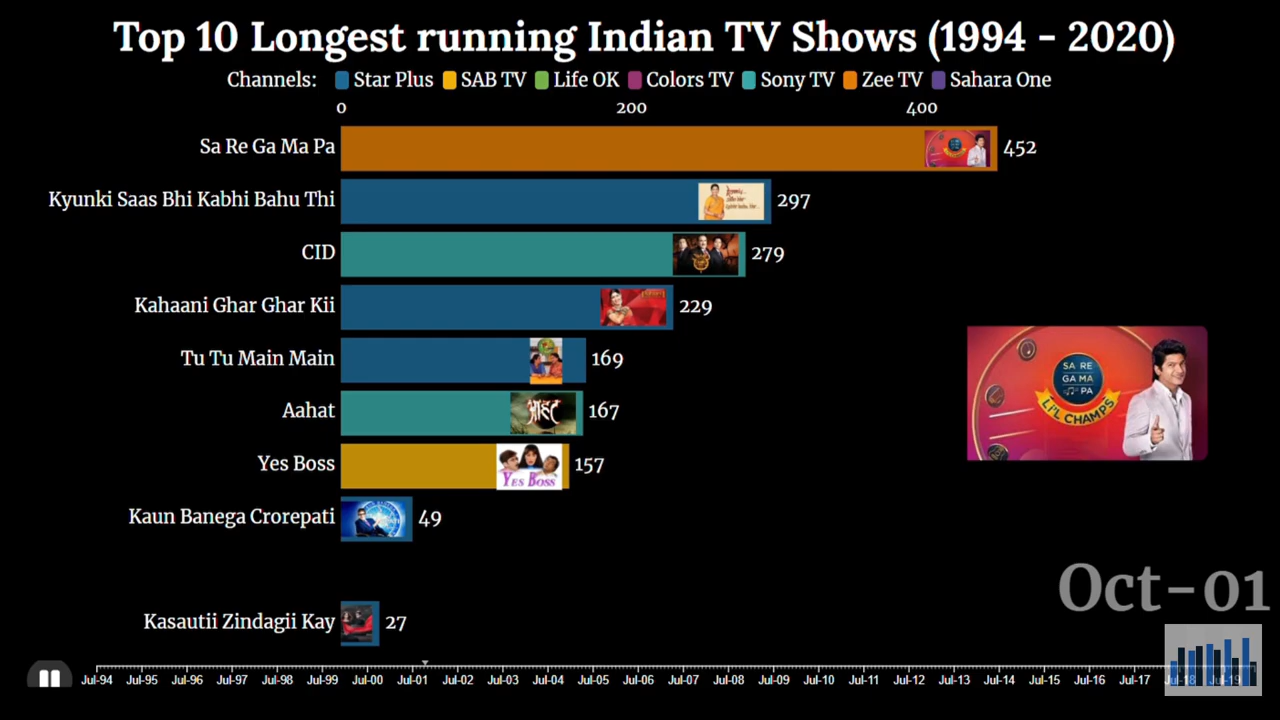 Top 10 Longest running Indian TV Shows (1994 - 2020)
Channels: Star Plus SAB TV Life OK Colors TV Sony TV Zee TV Sahara One
0 200 400
Sa Re Ga Ma Pa 452
Kyunki Saas Bhi Kabhi Bahu Thi 297
CID 279
Kahaani Ghar Ghar Kii 229
Tu Tu Main Main 169
Aahat आहट 167
Yes Boss YES BOSS 157
Kaun Banega Crorepati 49
Kasautii Zindagii Kay 27
SA RE
GA MA
PA
LI'L CHAMPS
Oct-01
Jul-94 Jul-95 Jul-96 Jul-97 Jul-98 Jul-99 Jul-00 Jul-01 Jul-02 Jul-03 Jul-04 Jul-05 Jul-06 Jul-07 Jul-08 Jul-09 Jul-10 Jul-11 Jul-12 Jul-13 Jul-14 Jul-15 Jul-16 Jul-17 Jul-18 Jul-19